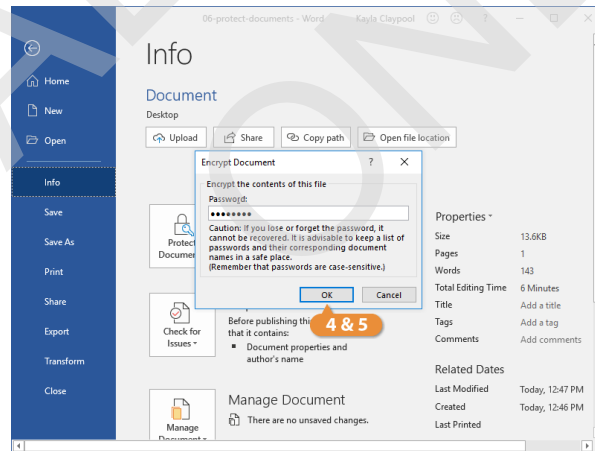 06-protect-documents - Word
Kayla Claypool
?
Info
Home
New
Open
Info
Save
Save As
Print
Share
Export
Transform
Close
Document
Desktop
Upload
Share
Copy path
Open file location
Encrypt Document
?
Encrypt the contents of this file
Password:
Caution: If you lose or forget the password, it
cannot be recovered. It is advisable to keep a list of
passwords and their corresponding document
names in a safe place.
(Remember that passwords are case-sensitive.)
OK
Cancel
4 & 5
Protect
Check for
Issues
Before publishing
that it contains:
Document properties and
author's name
Manage
Manage Document
There are no unsaved changes.
Properties
Size 13.6KB
Pages 1
Words 143
Total Editing Time 6 Minutes
Title Add a title
Tags Add a tag
Comments Add comments
Related Dates
Last Modified Today, 12:47 PM
Created Today, 12:46 PM
Last Printed